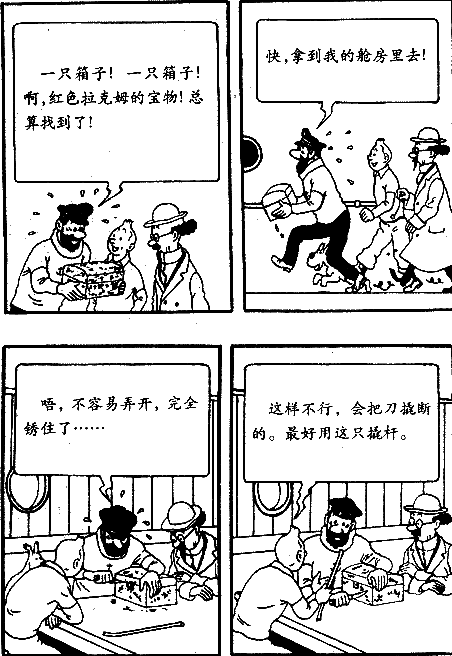 一只箱子! 一只箱子!
啊,红色拉克姆的宝物! 总
算找到了!
快,拿到我的舱房里去!
唔, 不容易弄开, 完全
锈住了……
这样不行, 会把刀撬断
的。最好用这只撬杆。